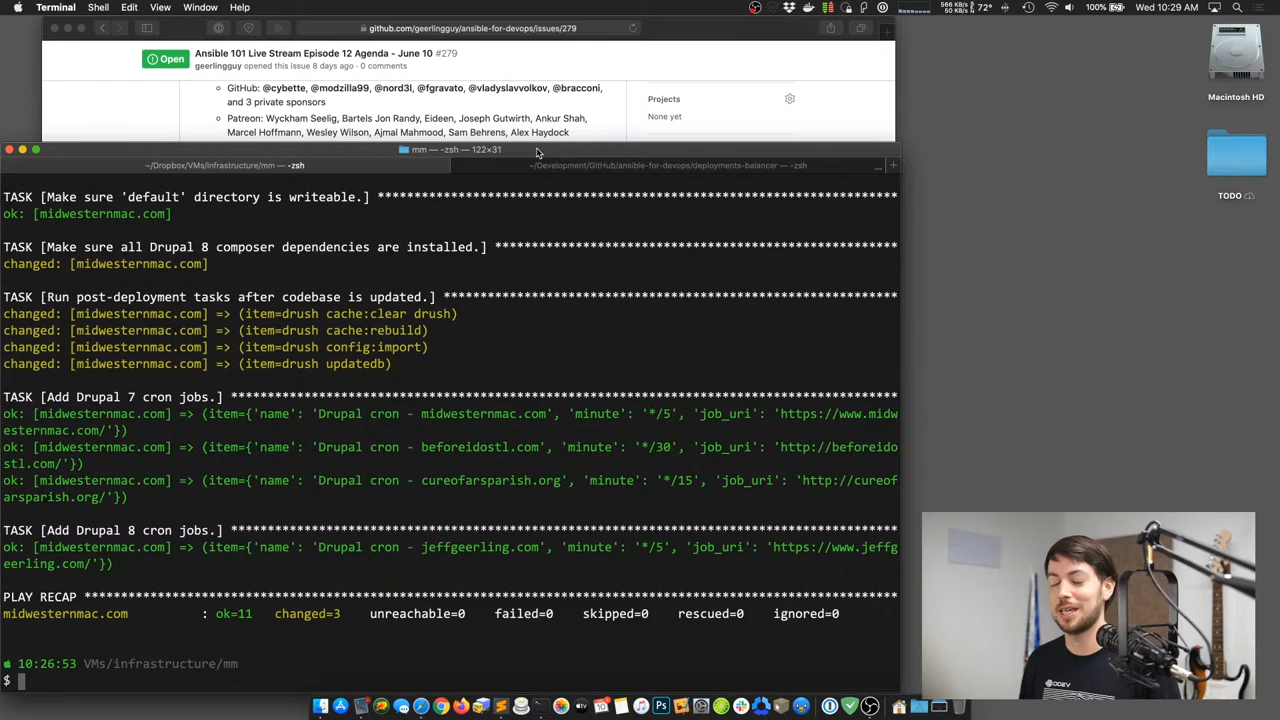 Terminal Shell Edit View Window Help
566 KB/s
50 KB/s 72° 100% Wed 10:29 AM
github.com/geerlingguy/ansible-for-devops/issues/279
Open
Ansible 101 Live Stream Episode 12 Agenda - June 10 #279
geerlingguy opened this issue 8 days ago · 0 comments
GitHub: @cybette, @modzilla99, @nord3l, @fgravato, @vladyslavvolkov, @bracconi,
and 3 private sponsors
Patreon: Wyckham Seelig, Bartels Jon Randy, Eideen, Joseph Gutwirth, Ankur Shah,
Marcel Hoffmann, Wesley Wilson, Ajmal Mahmood, Sam Behrens, Alex Haydock
Projects
None yet
Macintosh HD
TODO
mm — -zsh — 122×31
~/Dropbox/VMs/infrastructure/mm — -zsh
~/Development/GitHub/ansible-for-devops/deployments-balancer — -zsh
TASK [Make sure 'default' directory is writeable.] ****************************************************************
ok: [midwesternmac.com]
TASK [Make sure all Drupal 8 composer dependencies are installed.] *************************************************
changed: [midwesternmac.com]
TASK [Run post-deployment tasks after codebase is updated.] ********************************************************
changed: [midwesternmac.com] => (item=drush cache:clear drush)
changed: [midwesternmac.com] => (item=drush cache:rebuild)
changed: [midwesternmac.com] => (item=drush config:import)
changed: [midwesternmac.com] => (item=drush updatedb)
TASK [Add Drupal 7 cron jobs.] *************************************************************************************
ok: [midwesternmac.com] => (item={'name': 'Drupal cron - midwesternmac.com', 'minute': '*/5', 'job_uri': 'https://www.midw
esternmac.com/'})
ok: [midwesternmac.com] => (item={'name': 'Drupal cron - beforeidostl.com', 'minute': '*/30', 'job_uri': 'http://beforeido
stl.com/'})
ok: [midwesternmac.com] => (item={'name': 'Drupal cron - cureofarsparish.org', 'minute': '*/15', 'job_uri': 'http://cureof
arsparish.org/'})
TASK [Add Drupal 8 cron jobs.] *************************************************************************************
ok: [midwesternmac.com] => (item={'name': 'Drupal cron - jeffgeerling.com', 'minute': '*/5', 'job_uri': 'https://www.jeffg
eerling.com/'})
PLAY RECAP *********************************************************************************************************
midwesternmac.com : ok=11 changed=3 unreachable=0 failed=0 skipped=0 rescued=0 ignored=0
10:26:53 VMs/infrastructure/mm
$
DDEV